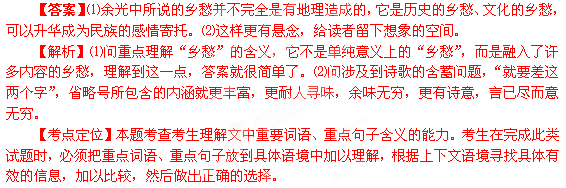 【答案】⑴余光中所说的乡愁并不完全是有地理造成的，它是历史的乡愁、文化的乡愁，
可以升华成为民族的感情寄托。⑵这样更有悬念，给读者留下想象的空间。
【解析】⑴问重点理解“乡愁”的含义，它不是单纯意义上的“乡愁”，而是融入了许
多内容的乡愁，理解到这一点，答案就很简单了。⑵问涉及到诗歌的含蓄问题，“就要差这
两个字”，省略号所包含的内涵就更丰富，更耐人寻味，余味无穷，更有诗意，言已尽而意
无穷。
【考点定位】本题考查考生理解文中重要词语、重点句子含义的能力。考生在完成此类
试题时，必须把重点词语、重点句子放到具体语境中加以理解，根据上下文语境寻找具体有
效的信息，加以比较，然后做出正确的选择。